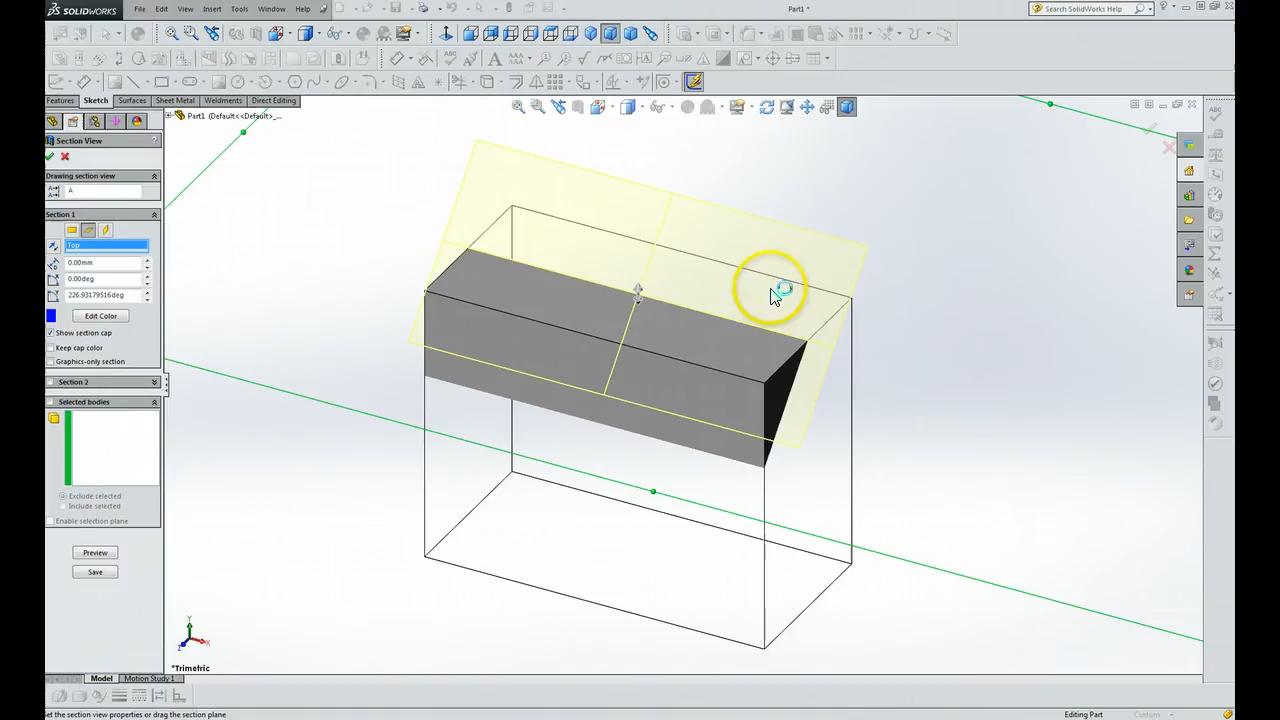 SOLIDWORKS
File Edit View Insert Tools Window Help
Part1 *
Search SolidWorks Help
Features Sketch Surfaces Sheet Metal Weldments Direct Editing
Part1 (Default<<Default>_...
Section View
?
Drawing section view
A
Section 1
Top
0.00mm
0.00deg
226.93179516deg
Edit Color
Show section cap
Keep cap color
Graphics-only section
Section 2
Selected bodies
Exclude selected
Include selected
Enable selection plane
Preview
Save
Y
X
Z
*Trimetric
Model Motion Study 1
Set the section view properties or drag the section plane
Editing Part
Custom